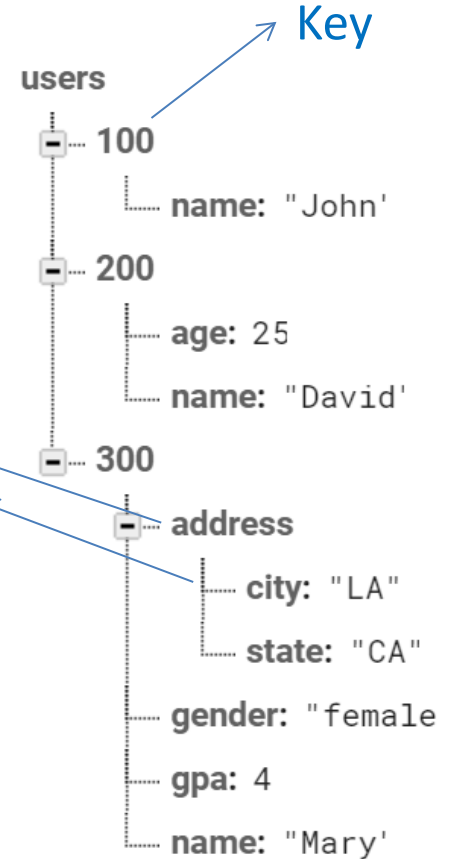 Key
users
100
name: "John'
200
age: 25
name: "David'
300
address
city: "LA"
state: "CA"
gender: "female
gpa: 4
name: "Mary'